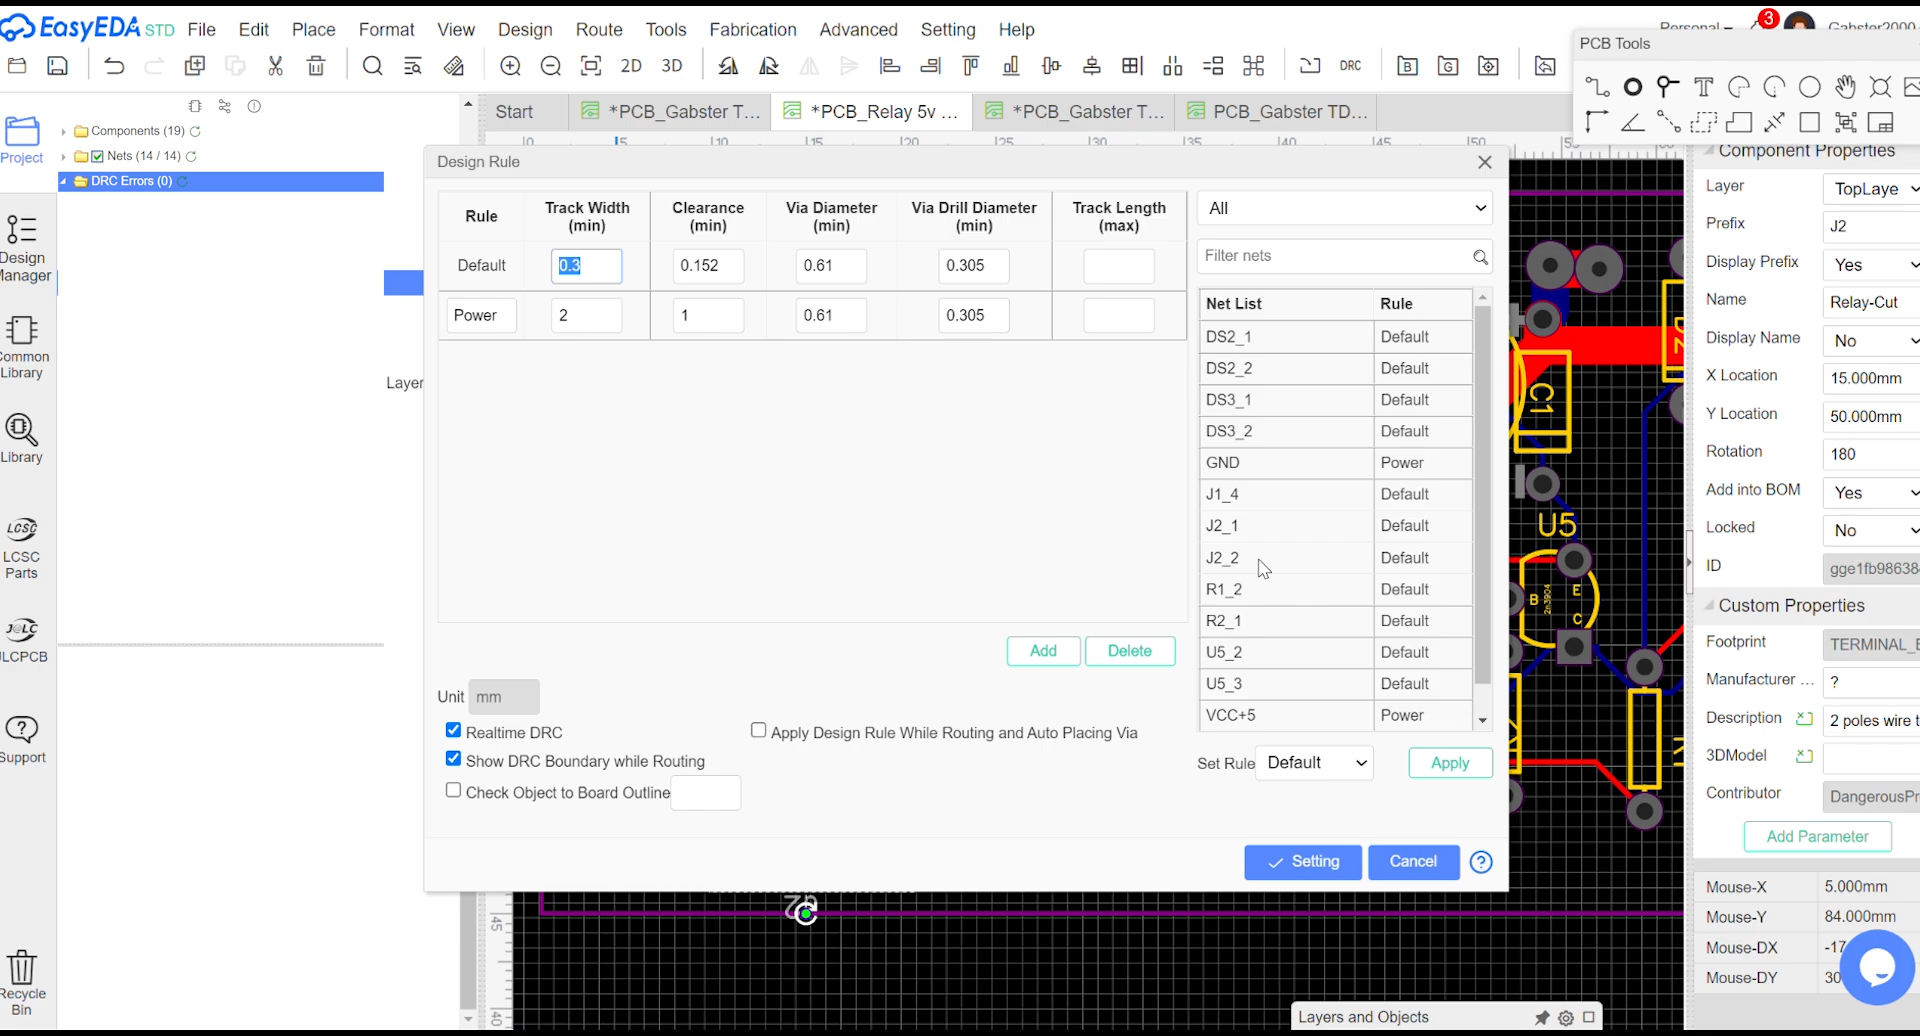 EasyEDA STD File Edit Place Format View Design Route Tools Fabrication Advanced Setting Help
3
2D 3D DRC B G
PCB Tools
T
Start *PCB_Gabster T... *PCB_Relay 5v ... *PCB_Gabster T... PCB_Gabster TD...
Project
Components (19)
Nets (14 / 14)
DRC Errors (0)
Design
Common
Library
Library
LCSC
LCSC
Parts
Support
Recycle
Bin
Design Rule
Rule
Track Width
(min)
Clearance
(min)
Via Diameter
(min)
Via Drill Diameter
(min)
Track Length
(max)
Default 0.3 0.152 0.61 0.305
Power 2 1 0.61 0.305
Add Delete
Unit mm
Realtime DRC
Show DRC Boundary while Routing
Check Object to Board Outline
Apply Design Rule While Routing and Auto Placing Via
All
Filter nets
Net List Rule
DS2_1 Default
DS2_2 Default
DS3_1 Default
DS3_2 Default
GND Power
J1_4 Default
J2_1 Default
J2_2 Default
R1_2 Default
R2_1 Default
U5_2 Default
U5_3 Default
VCC+5 Power
Set Rule Default Apply
Setting Cancel ?
C1
U5
B E C
2n3904
45
40
Component Properties
Layer TopLaye
Prefix J2
Display Prefix Yes
Name Relay-Cut
Display Name No
X Location 15.000mm
Y Location 50.000mm
Rotation 180
Add into BOM Yes
Locked No
ID gge1fb98638
Custom Properties
Footprint TERMINAL_
Manufacturer ... ?
Description 2 poles wire t
3DModel
Contributor DangerousPr
Add Parameter
Mouse-X 5.000mm
Mouse-Y 84.000mm
Mouse-DX -17
Mouse-DY 30
Layers and Objects